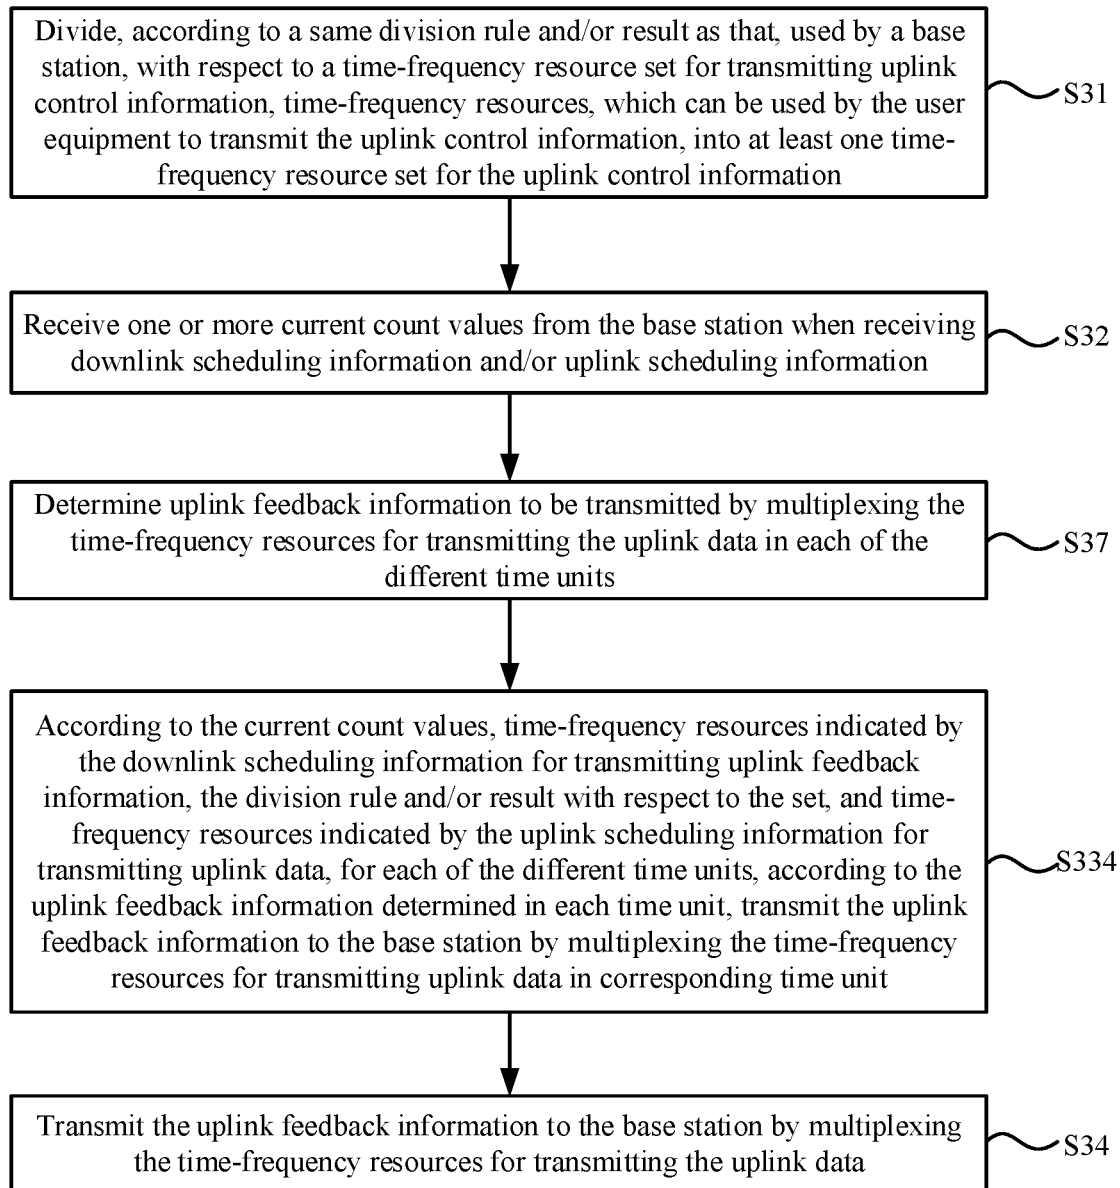 Divide, according to a same division rule and/or result as that, used by a base
station, with respect to a time-frequency resource set for transmitting uplink
control information, time-frequency resources, which can be used by the user
equipment to transmit the uplink control information, into at least one time-
frequency resource set for the uplink control information
S31
Receive one or more current count values from the base station when receiving
downlink scheduling information and/or uplink scheduling information
S32
Determine uplink feedback information to be transmitted by multiplexing the
time-frequency resources for transmitting the uplink data in each of the
different time units
S37
According to the current count values, time-frequency resources indicated by
the downlink scheduling information for transmitting uplink feedback
information, the division rule and/or result with respect to the set, and time-
frequency resources indicated by the uplink scheduling information for
transmitting uplink data, for each of the different time units, according to the
uplink feedback information determined in each time unit, transmit the uplink
feedback information to the base station by multiplexing the time-frequency
resources for transmitting uplink data in corresponding time unit
S334
Transmit the uplink feedback information to the base station by multiplexing
the time-frequency resources for transmitting the uplink data
S34